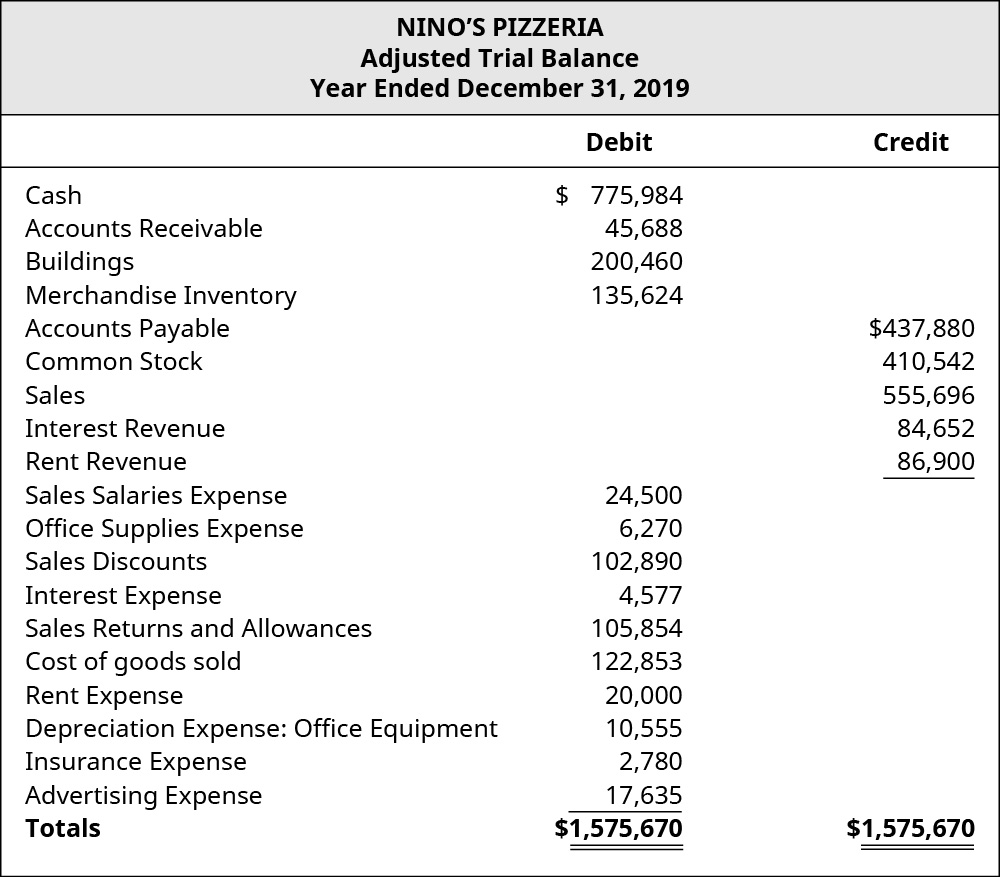 NINO’S PIZZERIA
Adjusted Trial Balance
Year Ended December 31, 2019
Debit Credit
Cash $ 775,984
Accounts Receivable 45,688
Buildings 200,460
Merchandise Inventory 135,624
Accounts Payable $437,880
Common Stock 410,542
Sales 555,696
Interest Revenue 84,652
Rent Revenue 86,900
Sales Salaries Expense 24,500
Office Supplies Expense 6,270
Sales Discounts 102,890
Interest Expense 4,577
Sales Returns and Allowances 105,854
Cost of goods sold 122,853
Rent Expense 20,000
Depreciation Expense: Office Equipment 10,555
Insurance Expense 2,780
Advertising Expense 17,635
Totals $1,575,670 $1,575,670